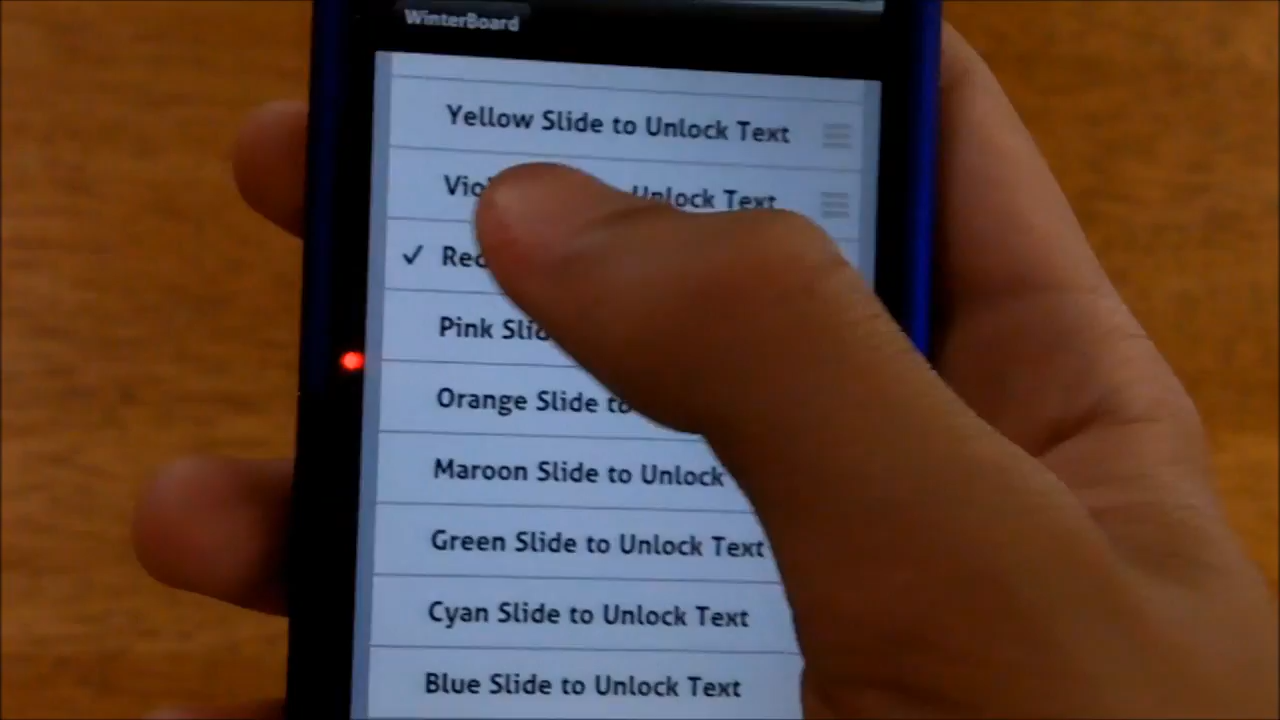 WinterBoard
Yellow Slide to Unlock Text
Unlock Text
Pink
Orange Slide to
Maroon Slide to Unlock
Green Slide to Unlock Text
Cyan Slide to Unlock Text
Blue Slide to Unlock Text